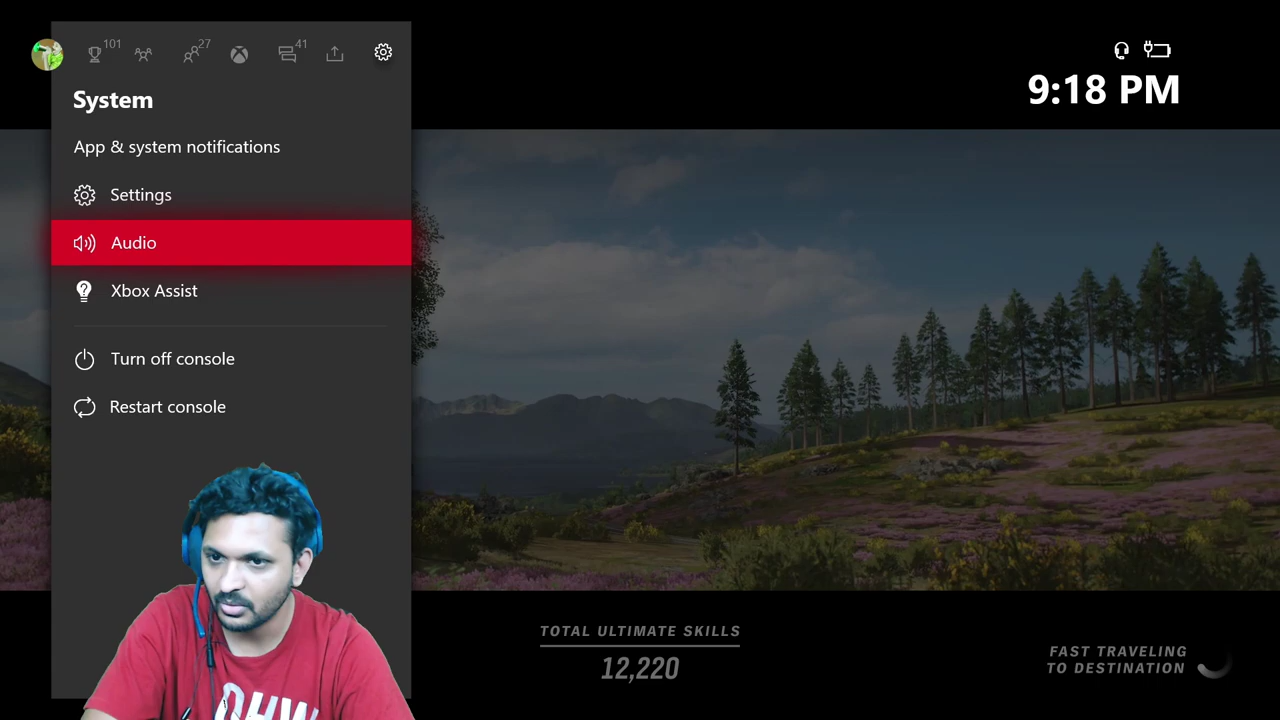 101
27
41
System
App & system notifications
Settings
Audio
Xbox Assist
Turn off console
Restart console
9:18 PM
TOTAL ULTIMATE SKILLS
12,220
FAST TRAVELING
TO DESTINATION